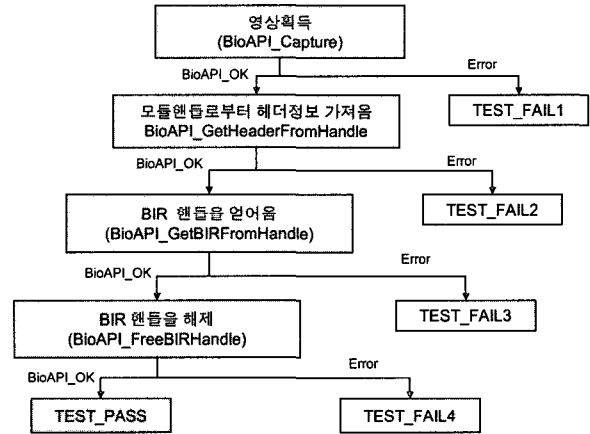 영상획득
(BioAPI_Capture)
BioAPI_OK
Error
모듈핸들로부터 헤더정보 가져옴
BioAPI_GetHeaderFromHandle
TEST_FAIL1
BioAPI_OK
Error
BIR 핸들을 얻어옴
(BioAPI_GetBIRFromHandle)
TEST_FAIL2
BioAPI_OK
Error
BIR 핸들을 해제
(BioAPI_FreeBIRHandle)
TEST_FAIL3
BioAPI_OK
Error
TEST_PASS
TEST_FAIL4